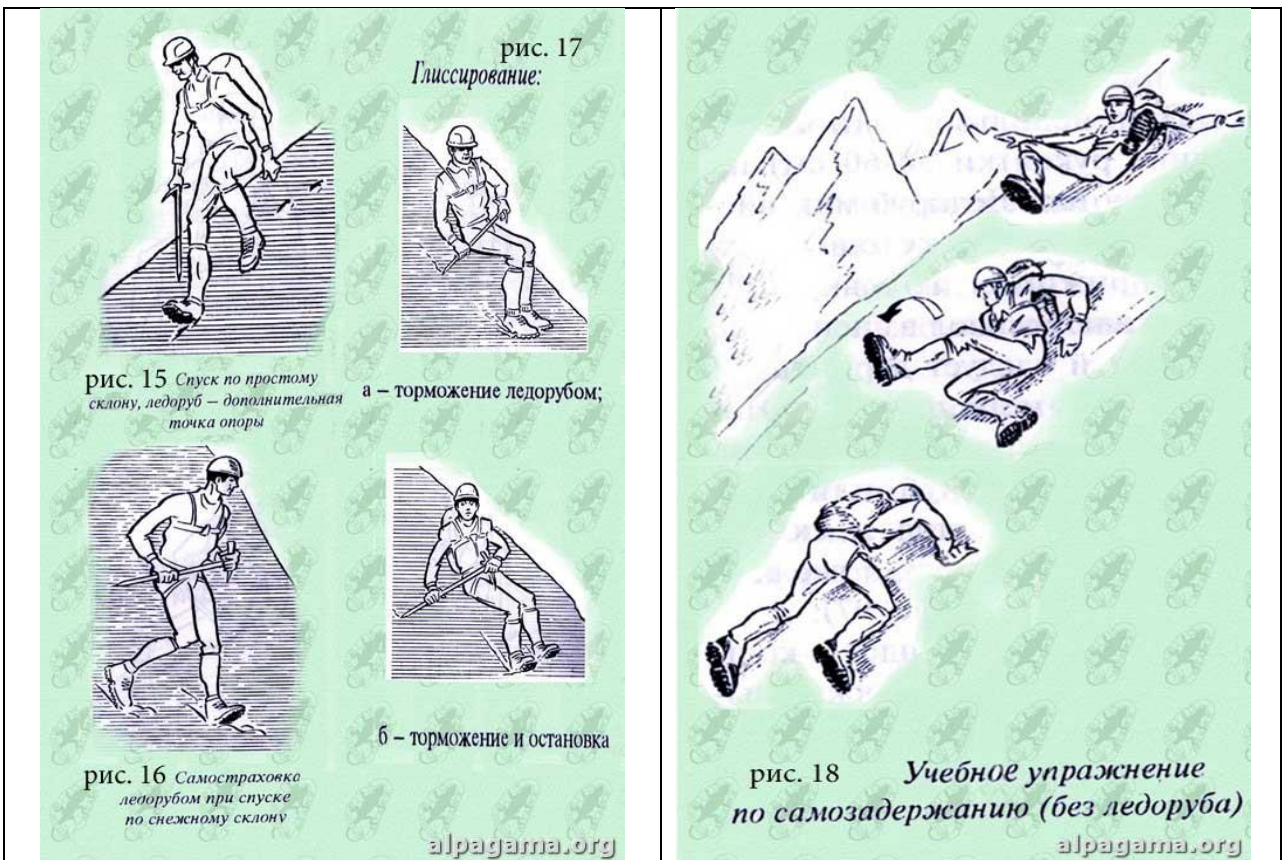 рис. 17
Глиссирование:
рис. 15 Спуск по простому
склону, ледоруб – дополнительная
точка опоры
а – торможение ледорубом;
рис. 16 Самостраховка
ледорубом при спуске
по снежному склону
б – торможение и остановка
alpagama.org
рис. 18 Учебное упражнение
по самозадержанию (без ледоруба)
alpagama.org